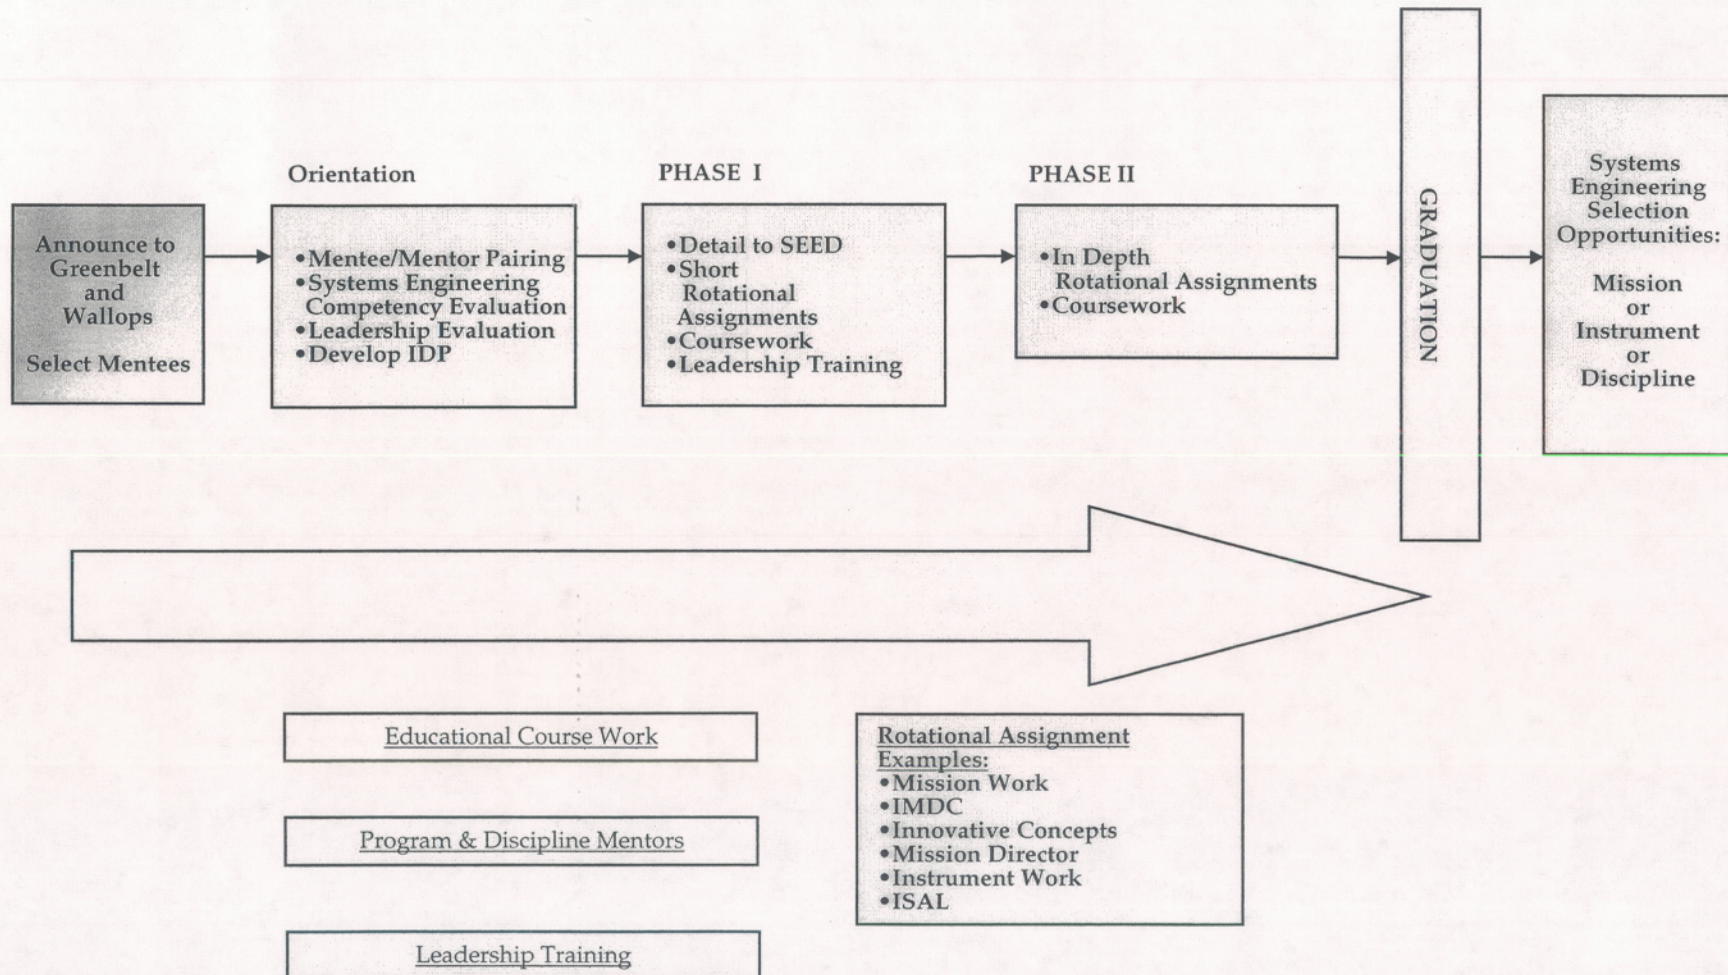 Announce to
Greenbelt
and
Wallops
Select Mentees
Orientation
•Mentee/Mentor Pairing
•Systems Engineering
Competency Evaluation
•Leadership Evaluation
•Develop IDP
PHASE I
•Detail to SEED
•Short
Rotational
Assignments
•Coursework
•Leadership Training
PHASE II
•In Depth
Rotational Assignments
•Coursework
GRADUATION
Systems
Engineering
Selection
Opportunities:
Mission
or
Instrument
or
Discipline
Educational Course Work
Program & Discipline Mentors
Leadership Training
Rotational Assignment
Examples:
•Mission Work
•IMDC
•Innovative Concepts
•Mission Director
•Instrument Work
•ISAL